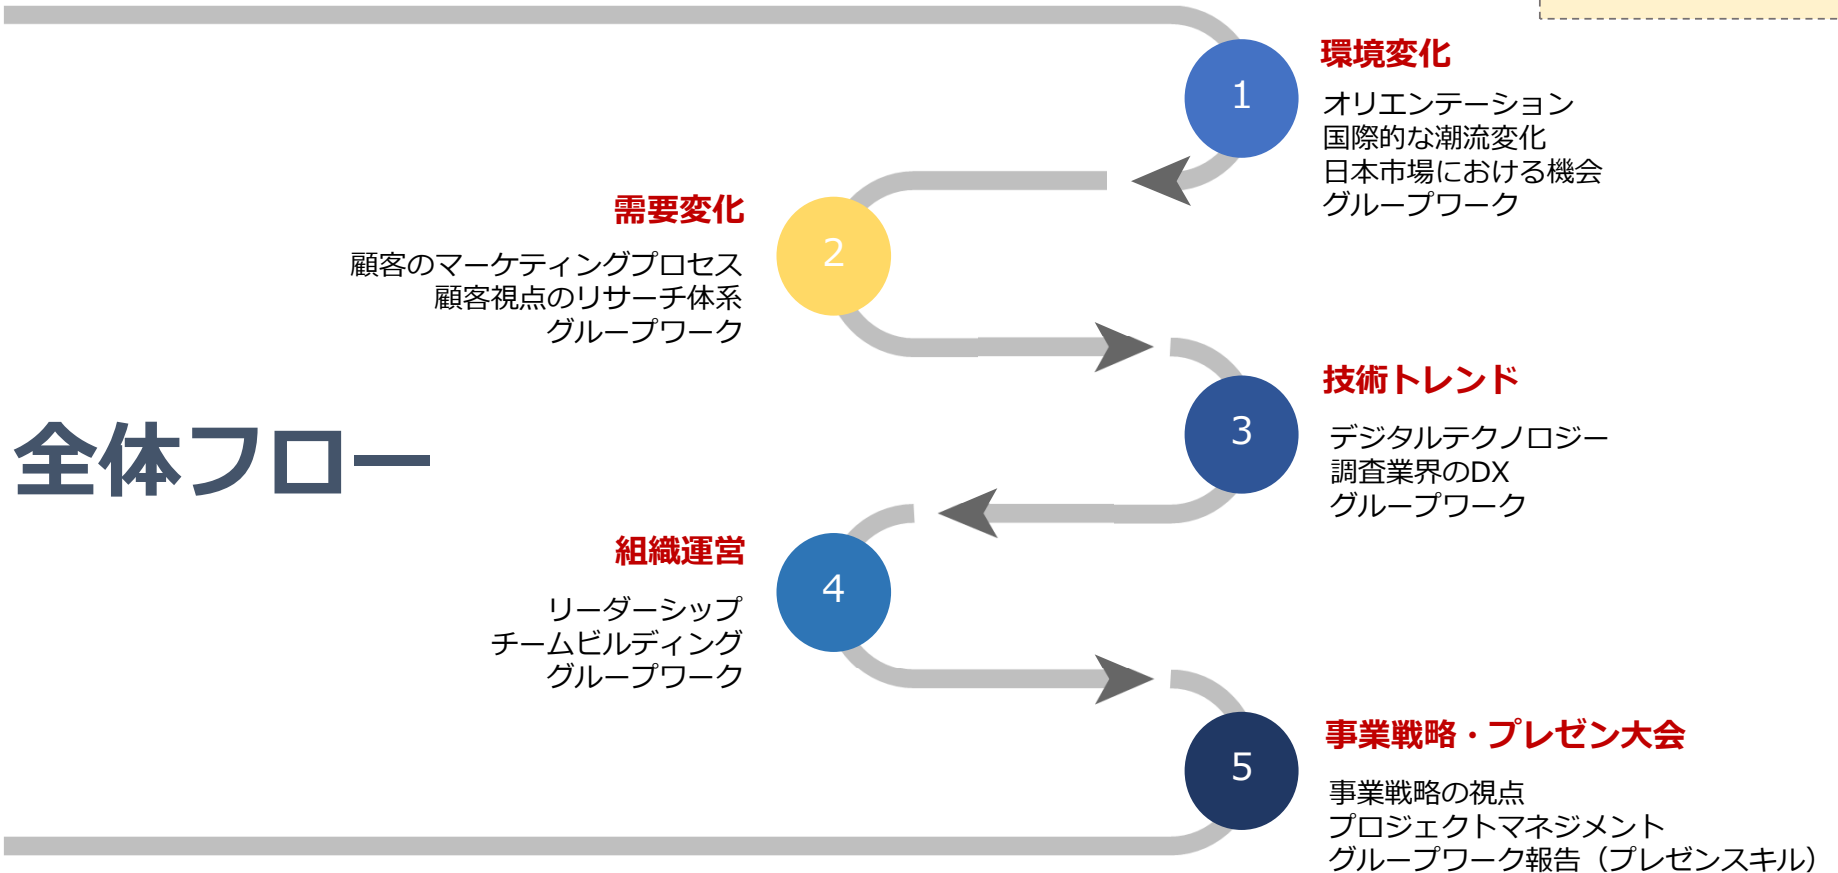 全体フロー
1
環境変化
オリエンテーション
国際的な潮流変化
日本市場における機会
グループワーク
2
需要変化
顧客のマーケティングプロセス
顧客視点のリサーチ体系
グループワーク
3
技術トレンド
デジタルテクノロジー
調査業界のDX
グループワーク
4
組織運営
リーダーシップ
チームビルディング
グループワーク
5
事業戦略・プレゼン大会
事業戦略の視点
プロジェクトマネジメント
グループワーク報告（プレゼンスキル）